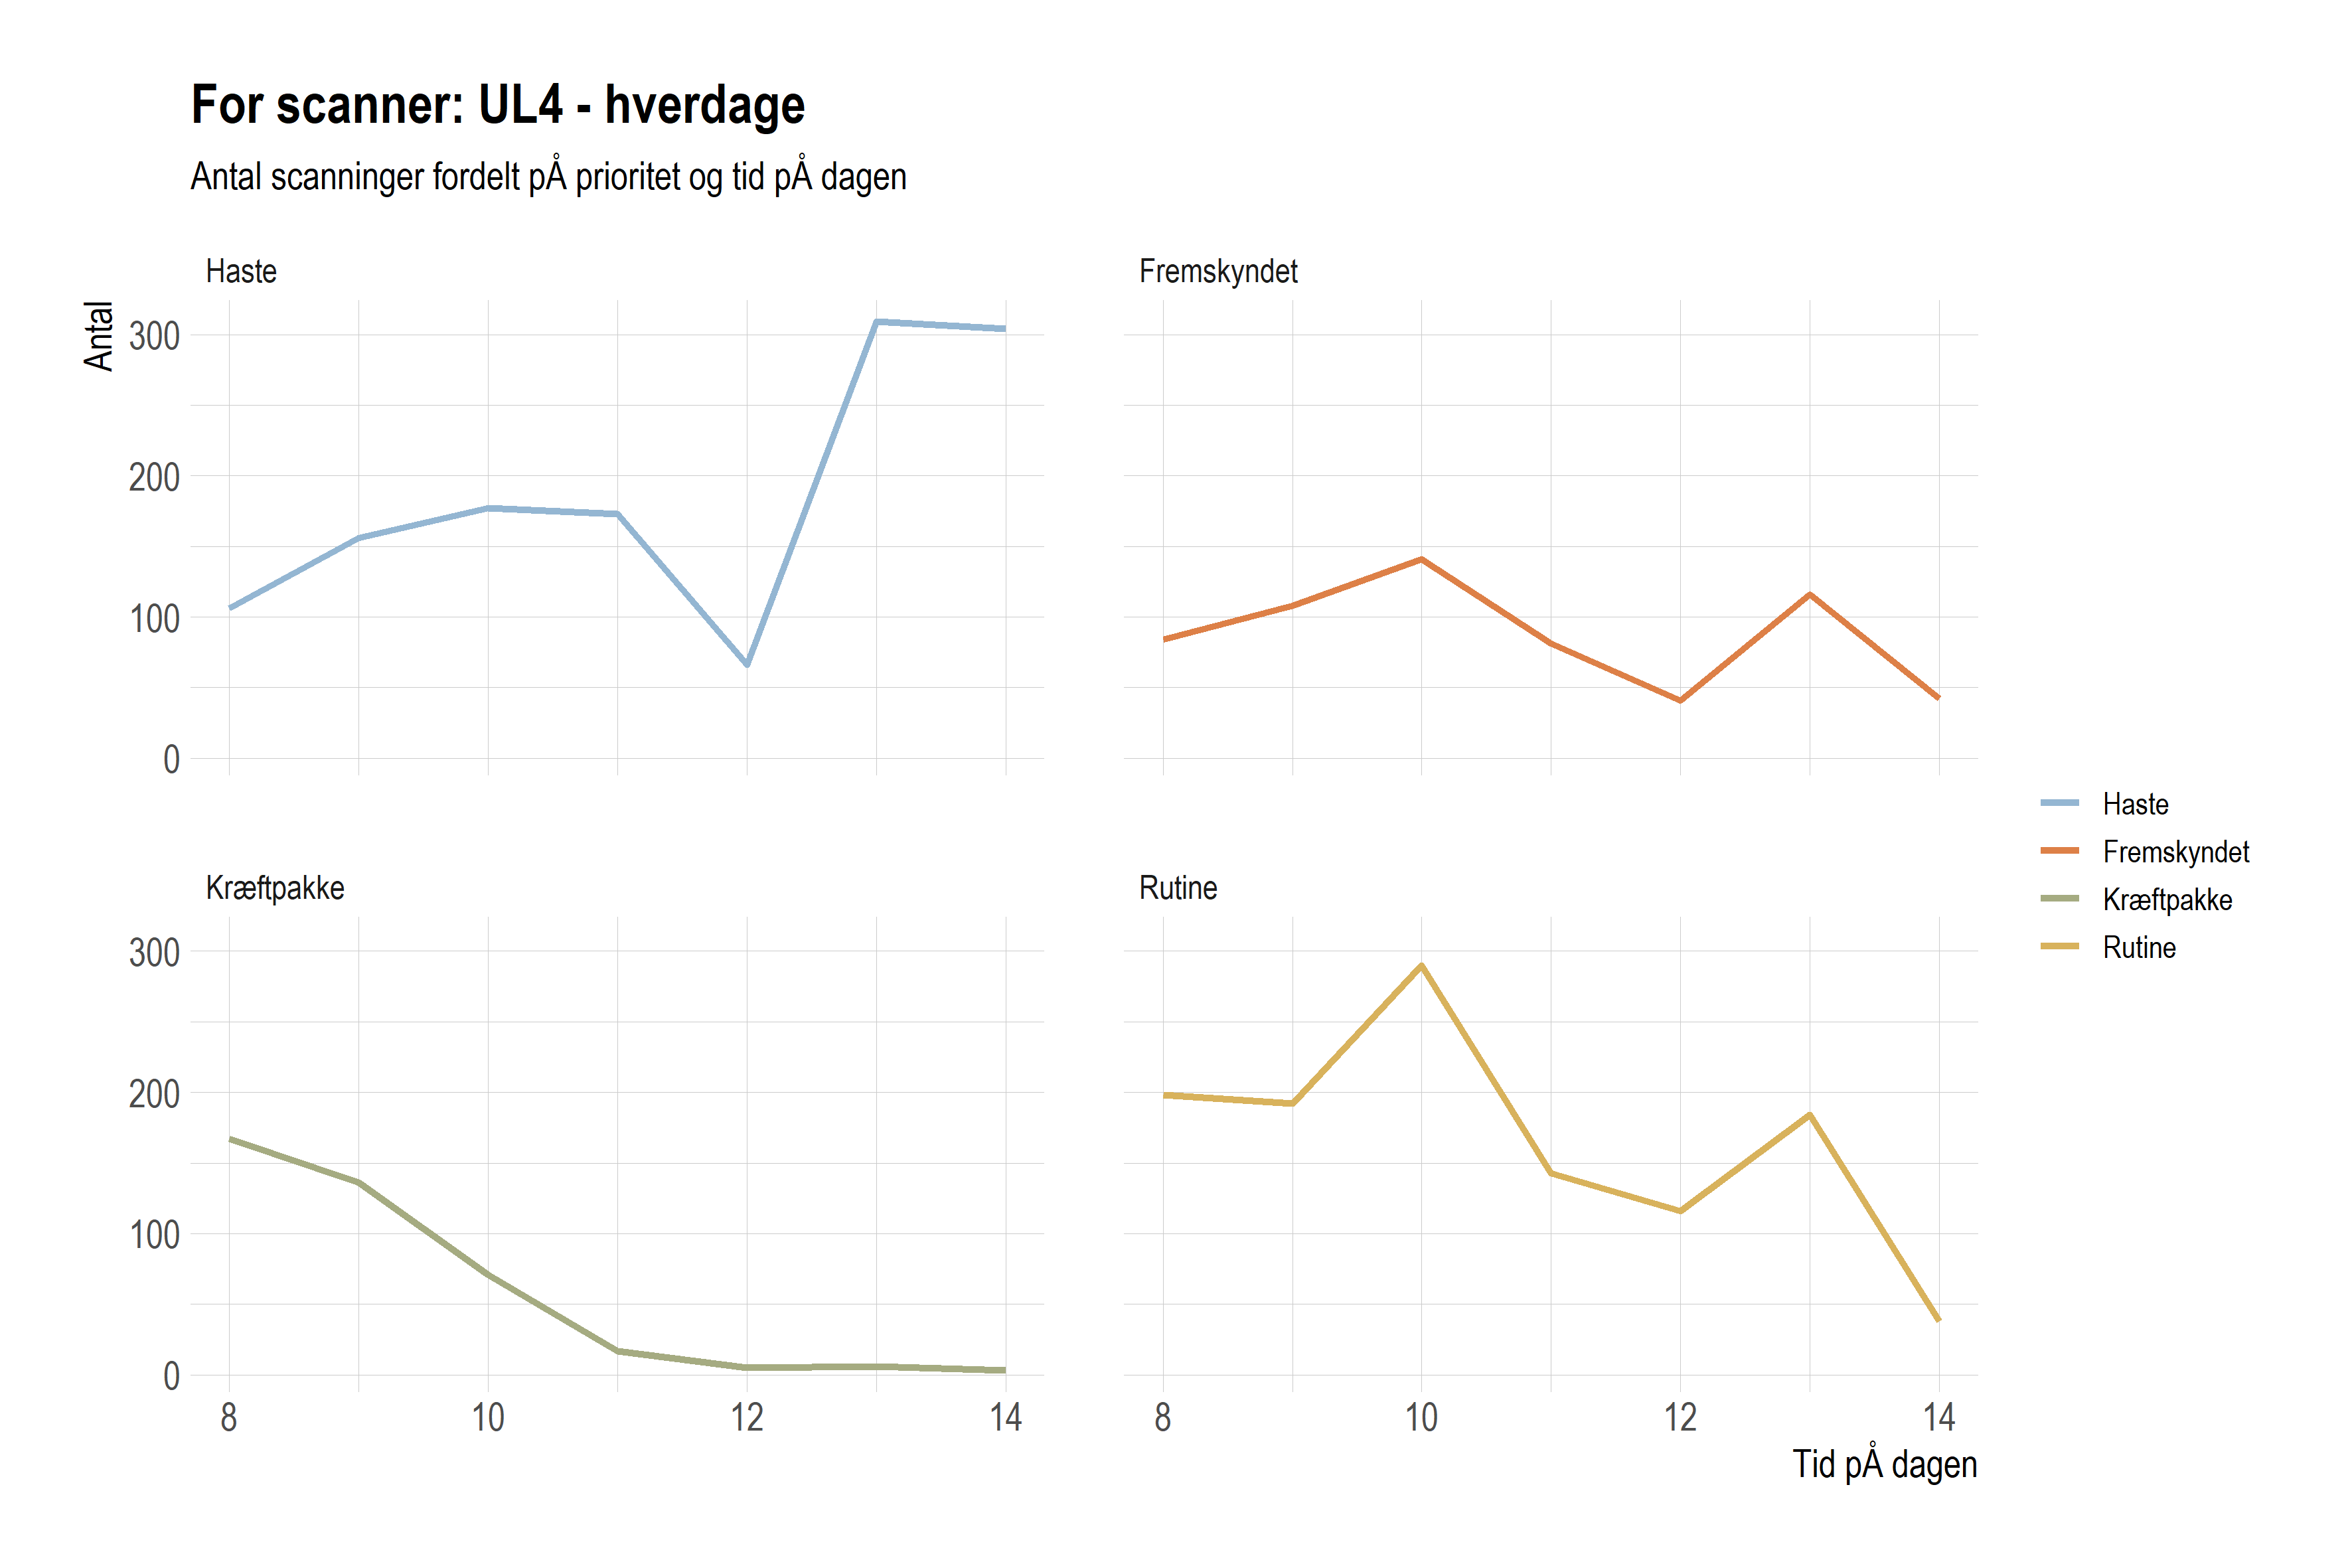 For scanner: UL4 - hverdage
Antal scanninger fordelt pÅ prioritet og tid pÅ dagen
Haste
Fremskyndet
Antal
300
200
100
0
Haste
Fremskyndet
Kræftpakke
Rutine
Kræftpakke
Rutine
300
200
100
0
8 10 12 14
8 10 12 14
Tid pÅ dagen